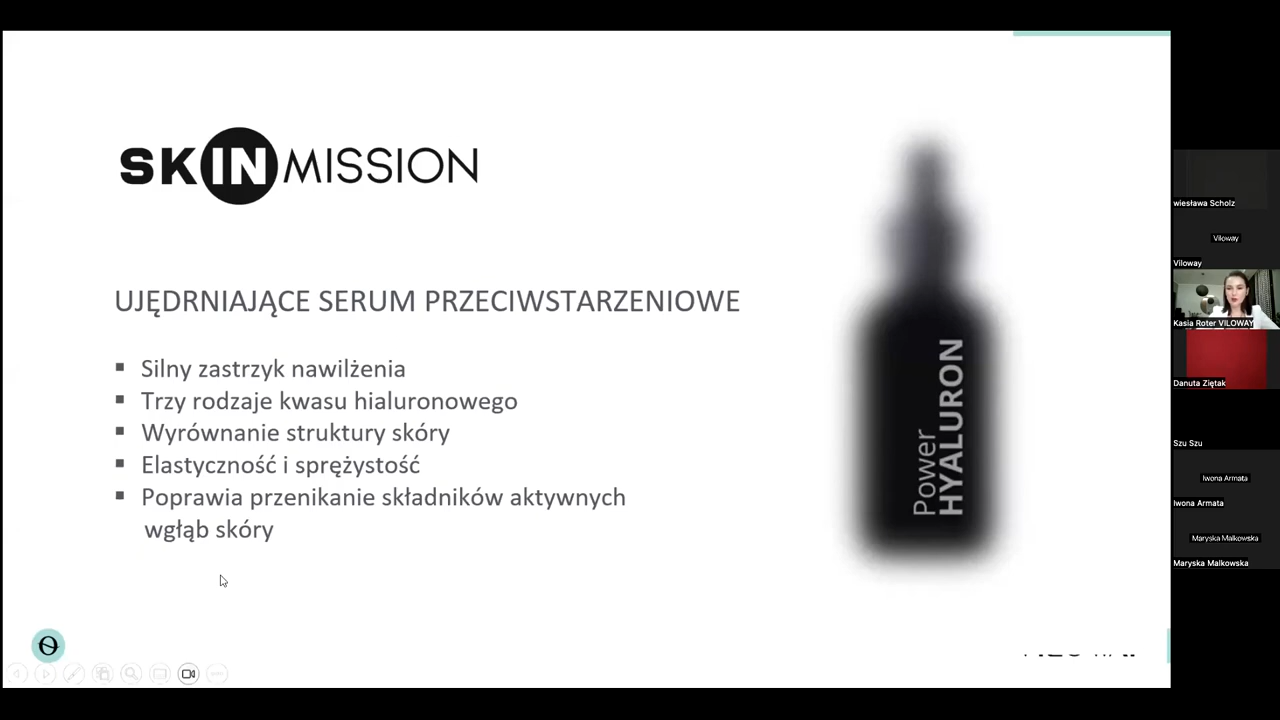 SKINMISSION
UJĘDRNIAJĄCE SERUM PRZECIWSTARZENIOWE
▪ Silny zastrzyk nawilżenia
▪ Trzy rodzaje kwasu hialuronowego
▪ Wyrównanie struktury skóry
▪ Elastyczność i sprężystość
▪ Poprawia przenikanie składników aktywnych
wgłąb skóry
Power
HYALURON
wiesława Scholz
Viloway
Viloway
Kasia Roter VILOWAY
Danuta Ziętak
Szu Szu
Iwona Armata
Iwona Armata
Maryska Malkowska
Maryska Malkowska